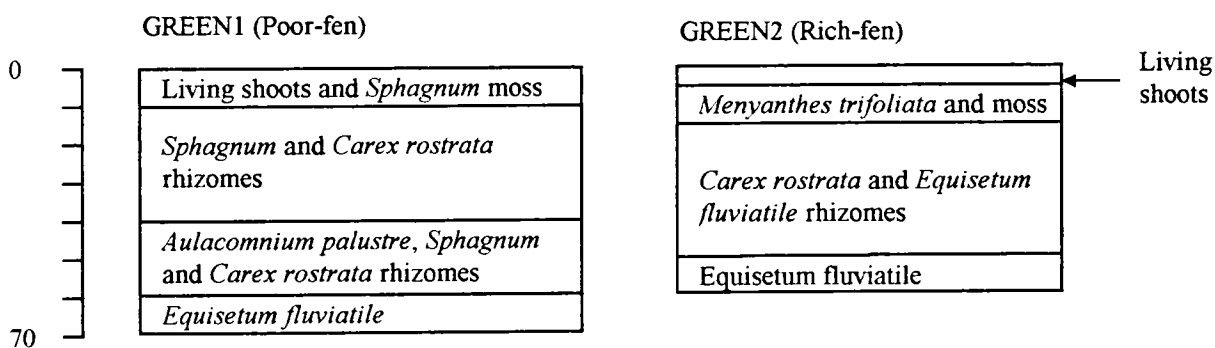 GREEN1 (Poor-fen)
0
70
Living shoots and Sphagnum moss
Sphagnum and Carex rostrata
rhizomes
Aulacomnium palustre, Sphagnum
and Carex rostrata rhizomes
Equisetum fluviatile
GREEN2 (Rich-fen)
Living
shoots
Menyanthes trifoliata and moss
Carex rostrata and Equisetum
fluviatile rhizomes
Equisetum fluviatile